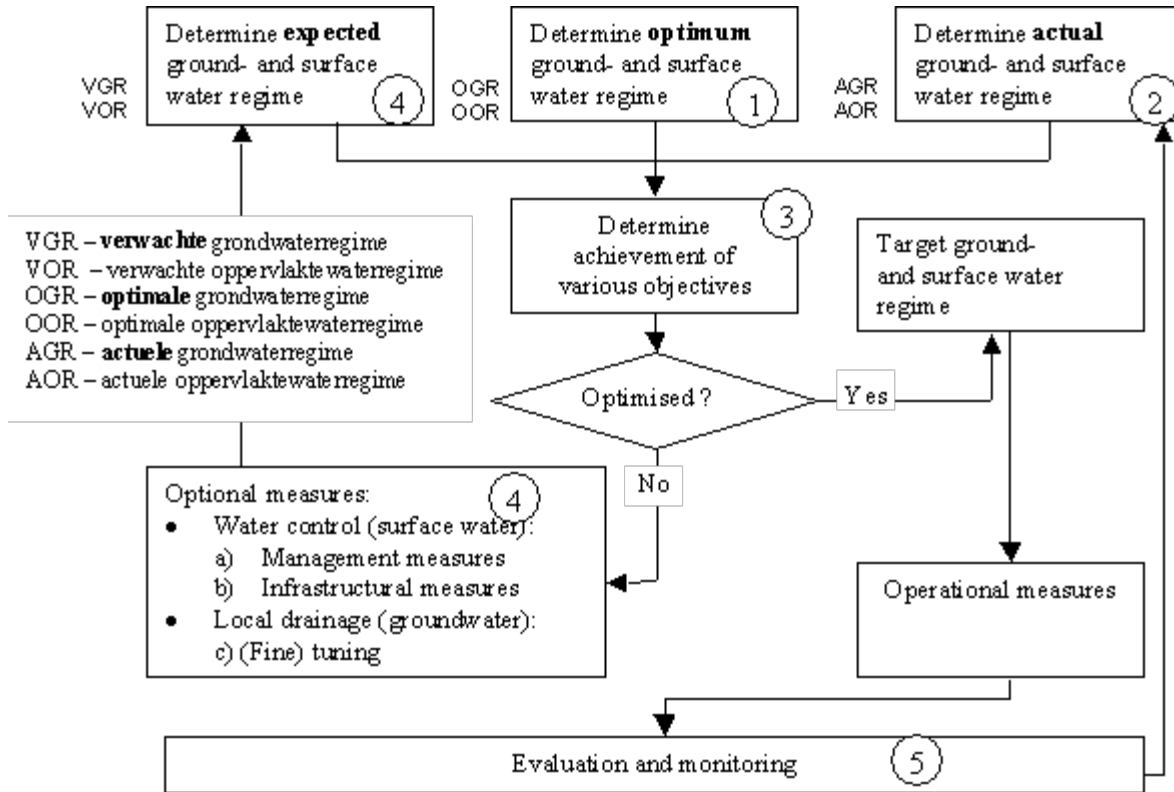 Determine expected
ground- and surface
water regime
4
VGR
VOR
Determine optimum
ground- and surface
water regime
1
OGR
OOR
Determine actual
ground- and surface
water regime
2
AGR
AOR
VGR – verwachte grondwaterregime
VOR – verwachte oppervlaktewaterregime
OGR – optimale grondwaterregime
OOR – optimale oppervlaktewaterregime
AGR – actuele grondwaterregime
AOR – actuele oppervlaktewaterregime
Determine
achievement of
various objectives
3
Target ground-
and surface water
regime
Optimised?
Yes
No
Optional measures:
4
• Water control (surface water):
a) Management measures
b) Infrastructural measures
• Local drainage (groundwater):
c) (Fine) tuning
Operational measures
Evaluation and monitoring
5